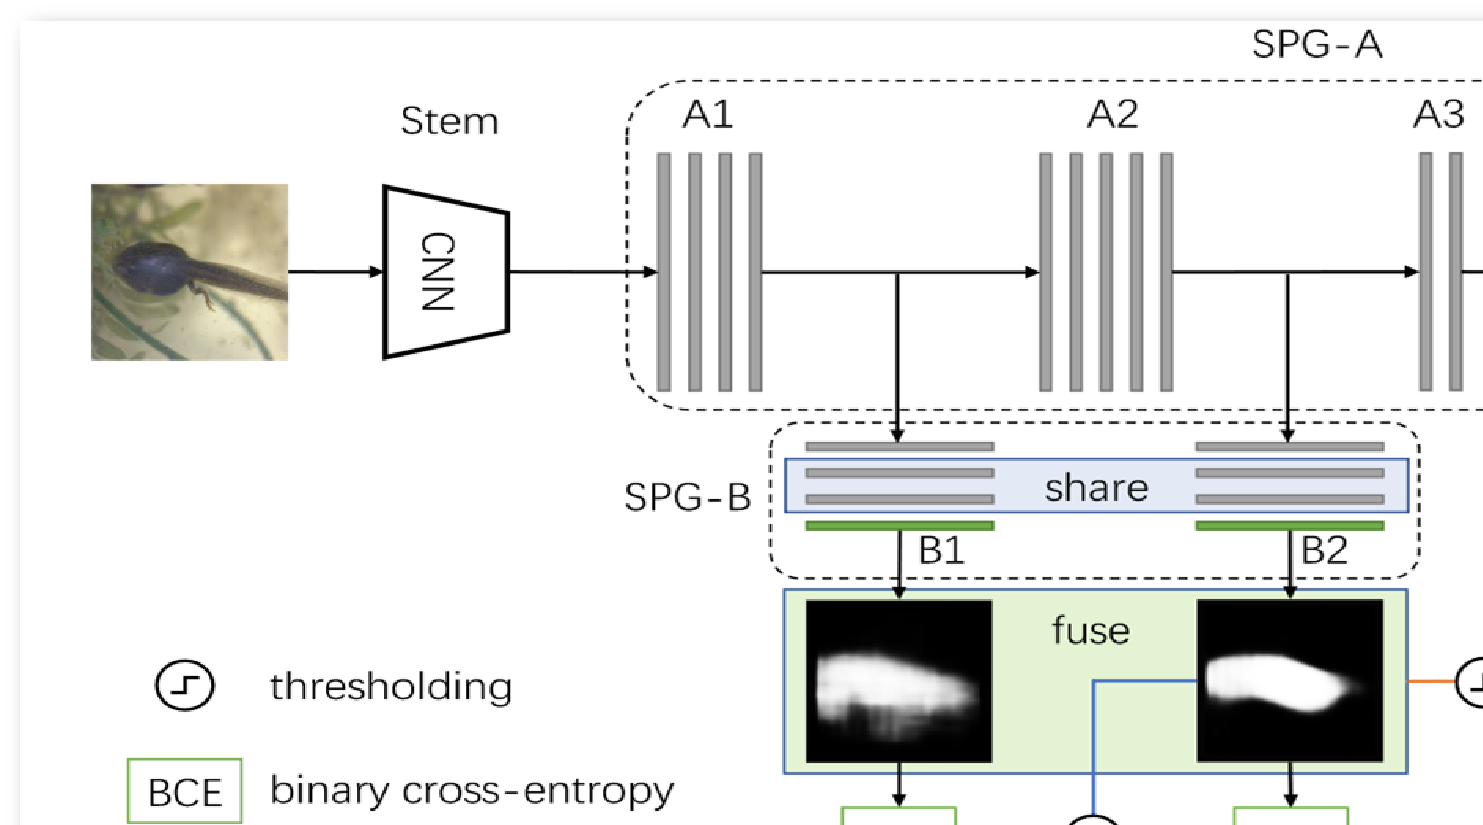 SPG-A
Stem
A1
A2
A3
CNN
share
SPG-B
B1
B2
fuse
thresholding
BCE
binary cross-entropy